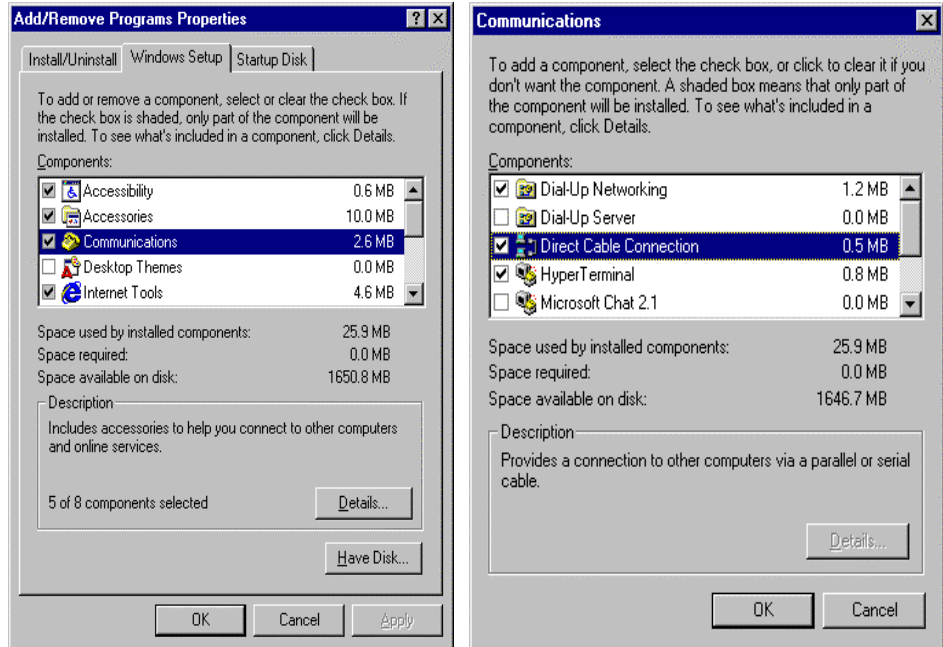 Add/Remove Programs Properties
Install/Uninstall Windows Setup Startup Disk
To add or remove a component, select or clear the check box. If
the check box is shaded, only part of the component will be
installed. To see what's included in a component, click Details.
Components:
Accessibility 0.6 MB
Accessories 10.0 MB
Communications 2.6 MB
Desktop Themes 0.0 MB
Internet Tools 4.6 MB
Space used by installed components: 25.9 MB
Space required: 0.0 MB
Space available on disk: 1650.8 MB
Description
Includes accessories to help you connect to other computers
and online services.
5 of 8 components selected Details...
Have Disk...
OK Cancel Apply
Communications
To add a component, select the check box, or click to clear it if you
don't want the component. A shaded box means that only part of
the component will be installed. To see what's included in a
component, click Details.
Components:
Dial-Up Networking 1.2 MB
Dial-Up Server 0.0 MB
Direct Cable Connection 0.5 MB
HyperTerminal 0.8 MB
Microsoft Chat 2.1 0.0 MB
Space used by installed components: 25.9 MB
Space required: 0.0 MB
Space available on disk: 1646.7 MB
Description
Provides a connection to other computers via a parallel or serial
cable.
Details...
OK Cancel